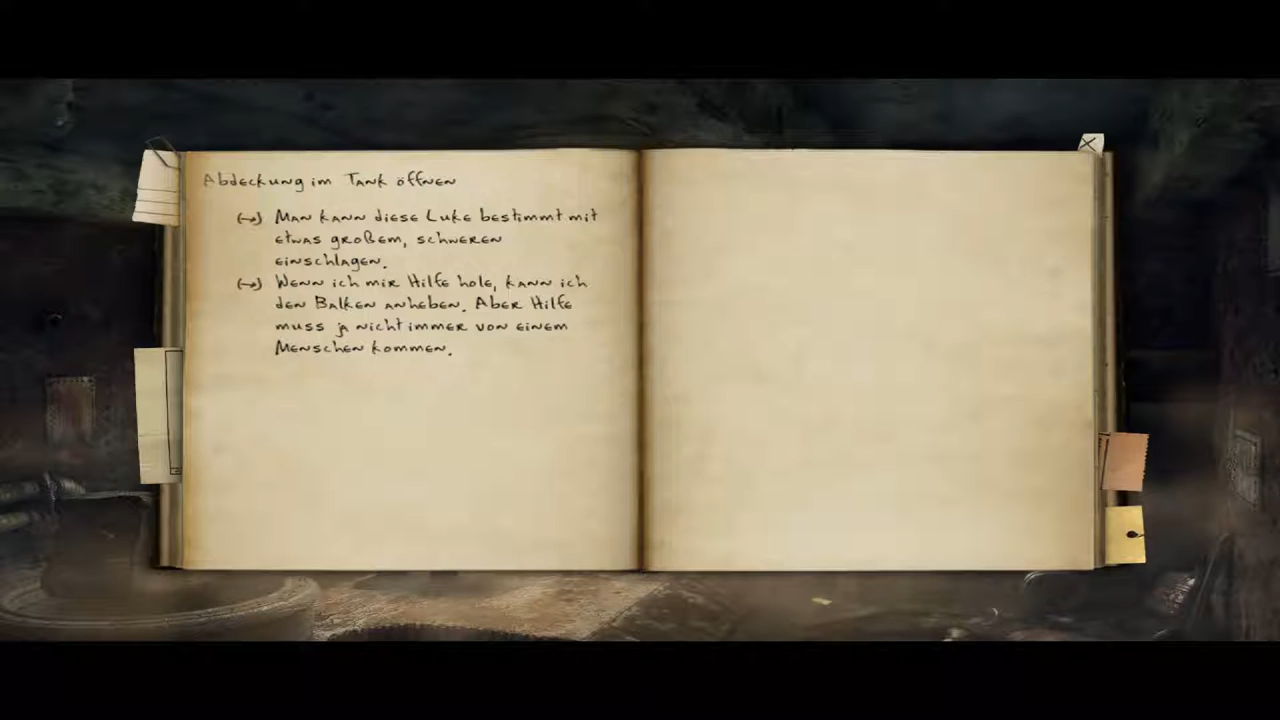 Abdeckung im Tank öffnen
(→) Man kann diese Luke bestimmt mit
etwas großem, schweren
einschlagen.
(→) Wenn ich mir Hilfe hole, kann ich
den Balken anheben. Aber Hilfe
muss ja nicht immer von einem
Menschen kommen.